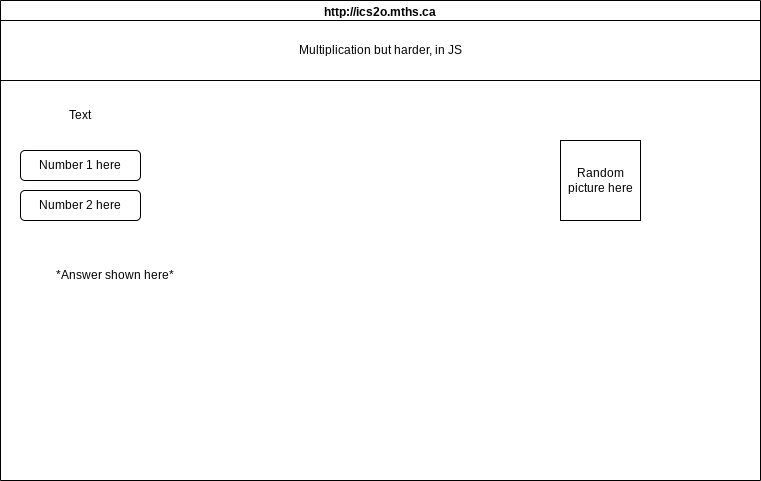 http://ics2o.mths.ca
Multiplication but harder, in JS
Text
Number 1 here
Number 2 here
Random
picture here
*Answer shown here*